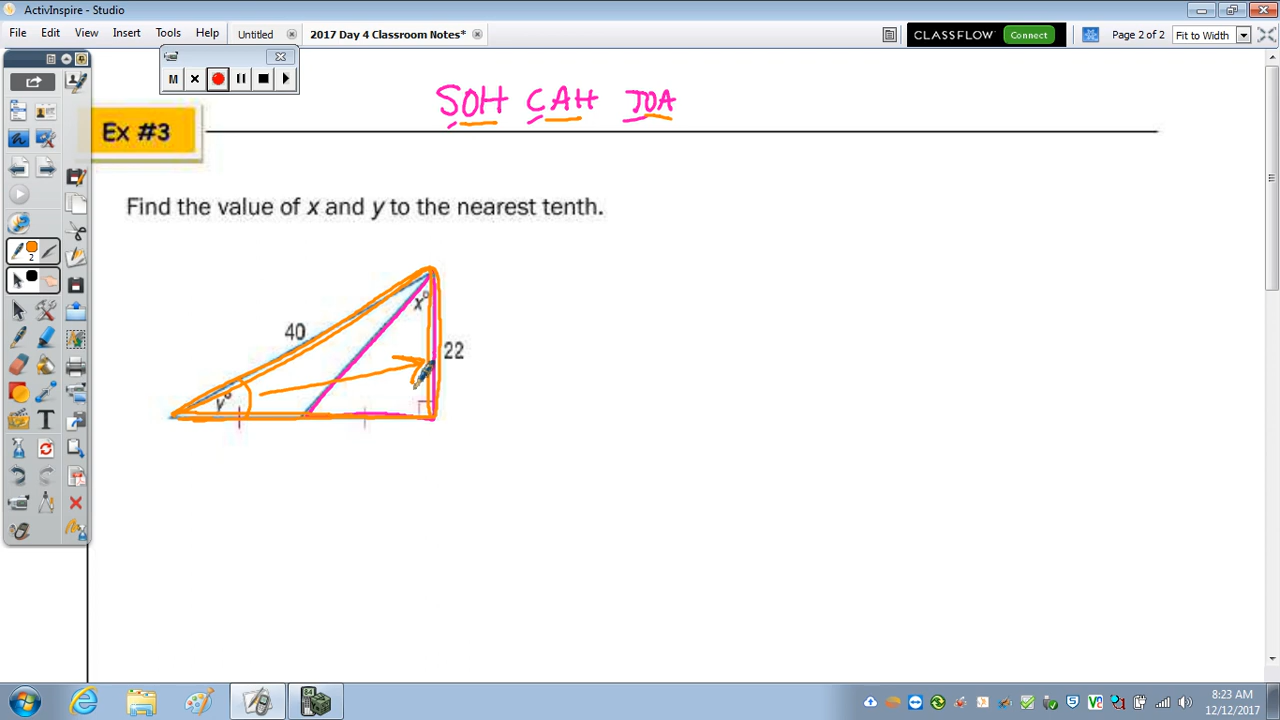 ActivInspire - Studio
File Edit View Insert Tools Help
Untitled
2017 Day 4 Classroom Notes*
CLASSFLOW
Connect
Page 2 of 2
Fit to Width
M
SOH CAH TOA
Ex #3
Find the value of x and y to the nearest tenth.
x°
40
22
y°
2
T
8:23 AM
12/12/2017